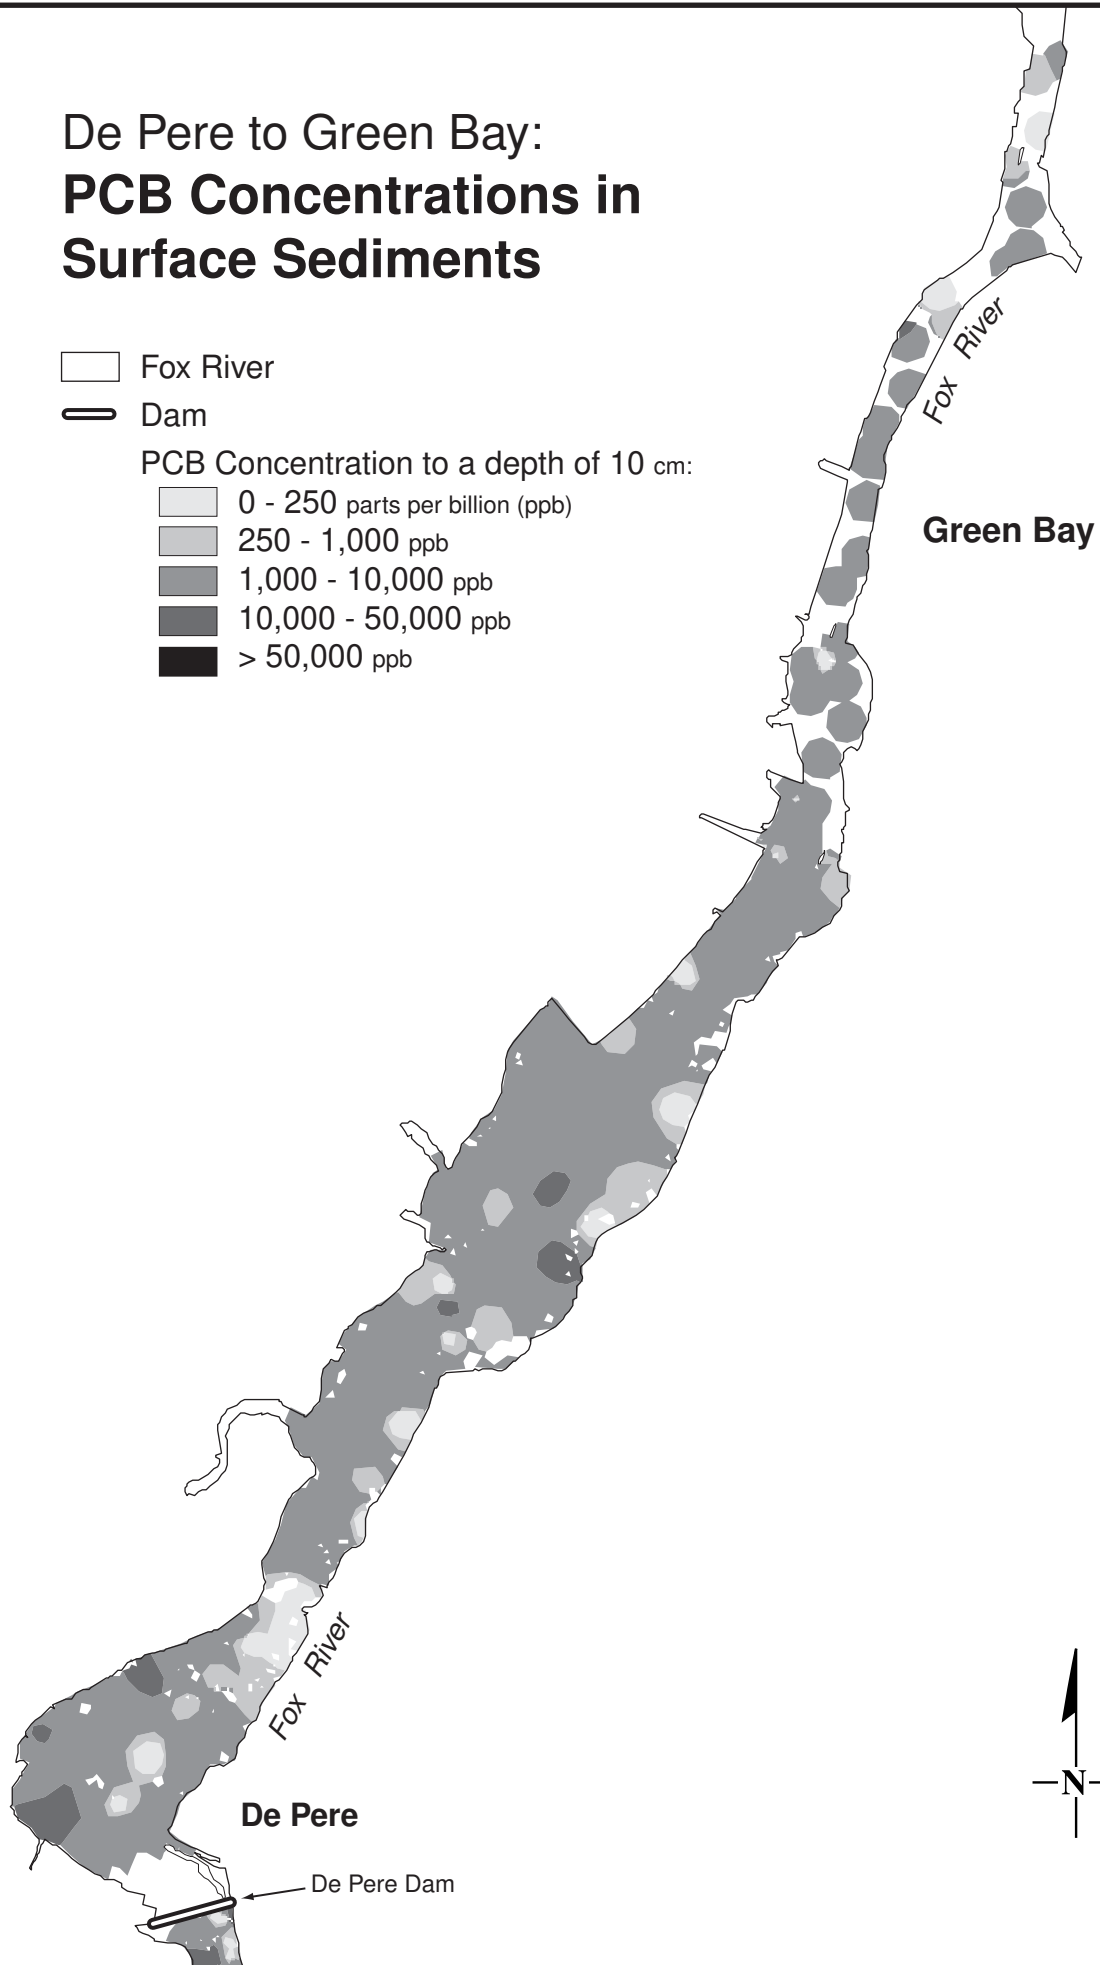 De Pere to Green Bay:
PCB Concentrations in
Surface Sediments
Fox River
Dam
PCB Concentration to a depth of 10 cm:
0 - 250 parts per billion (ppb)
250 - 1,000 ppb
1,000 - 10,000 ppb
10,000 - 50,000 ppb
> 50,000 ppb
Fox River
Green Bay
Fox River
De Pere
De Pere Dam
N